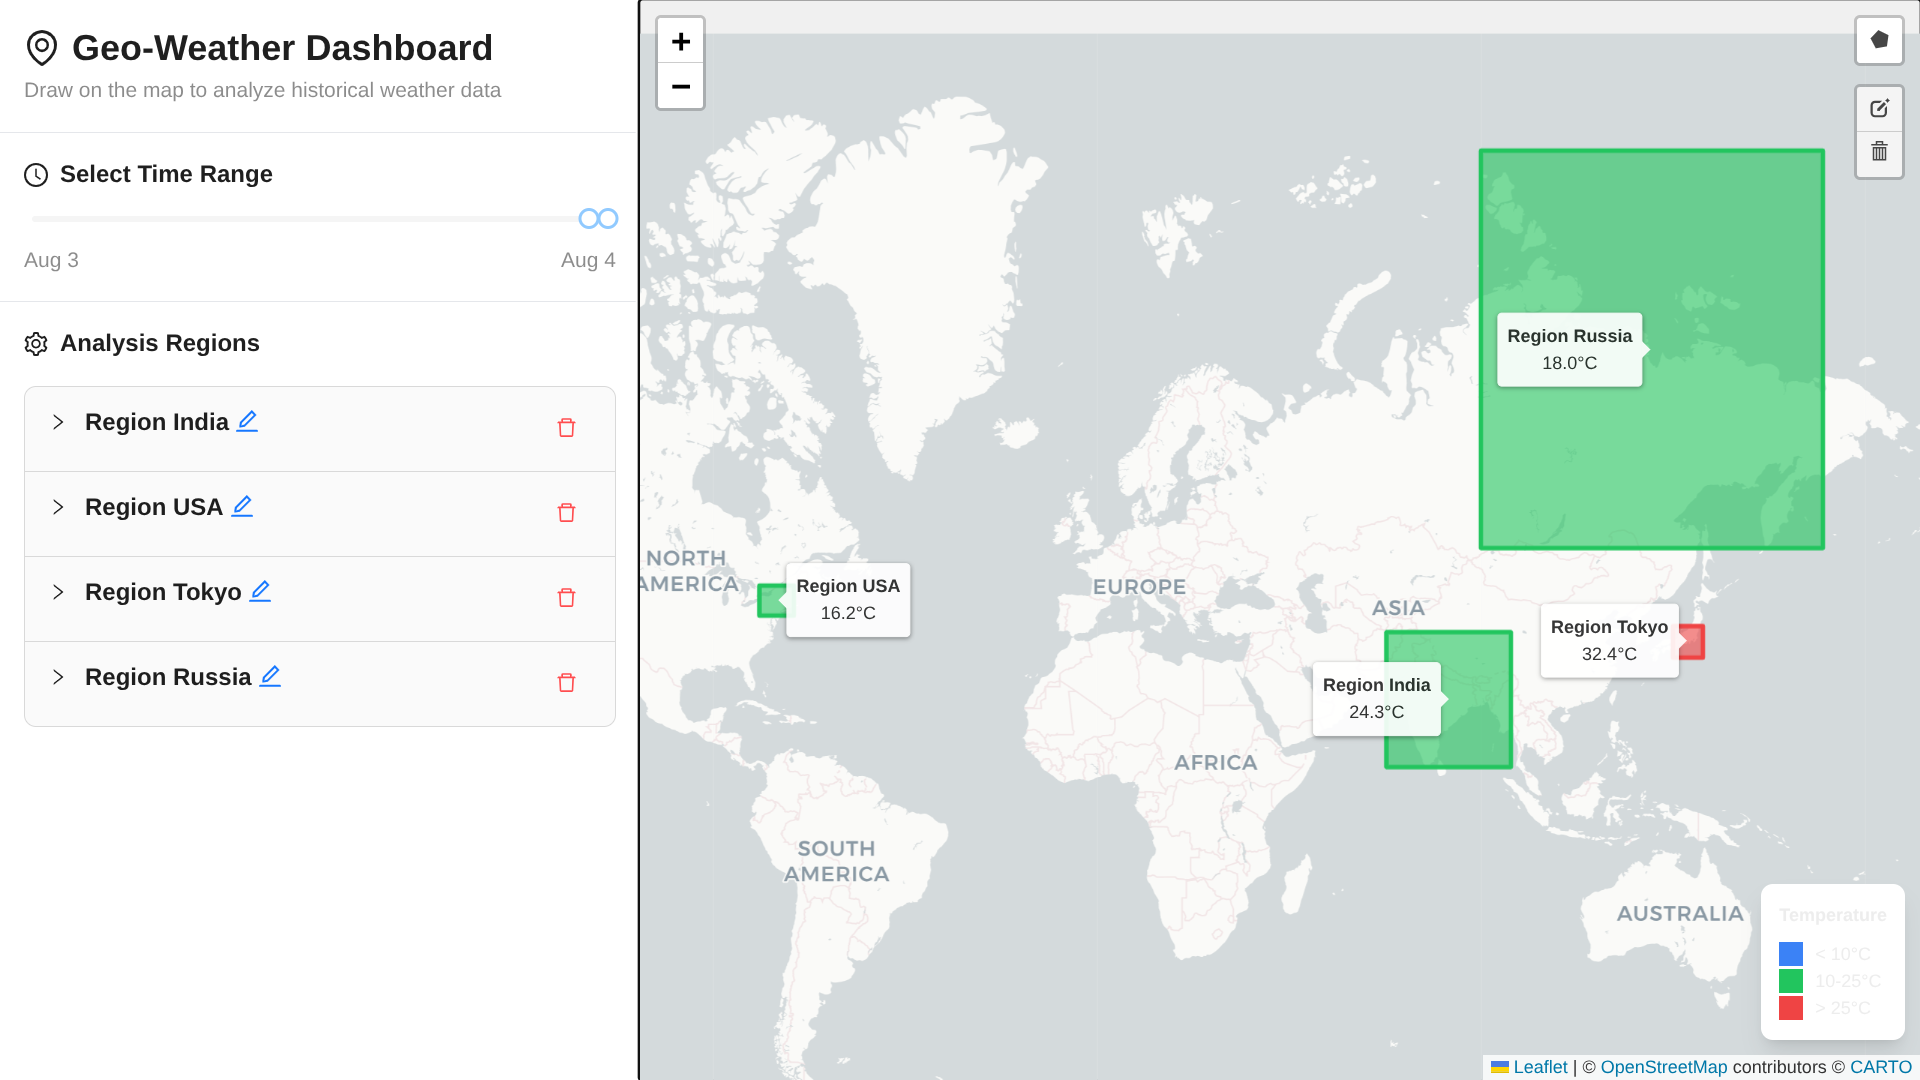 Geo-Weather Dashboard
Draw on the map to analyze historical weather data
Select Time Range
Aug 3
Aug 4
Analysis Regions
Region India
Region USA
Region Tokyo
Region Russia
+
−
Region Russia
18.0°C
NORTH
AMERICA
Region USA
16.2°C
EUROPE
ASIA
Region Tokyo
32.4°C
Region India
24.3°C
AFRICA
SOUTH
AMERICA
AUSTRALIA
Temperature
< 10°C
10-25°C
> 25°C
Leaflet | © OpenStreetMap contributors © CARTO